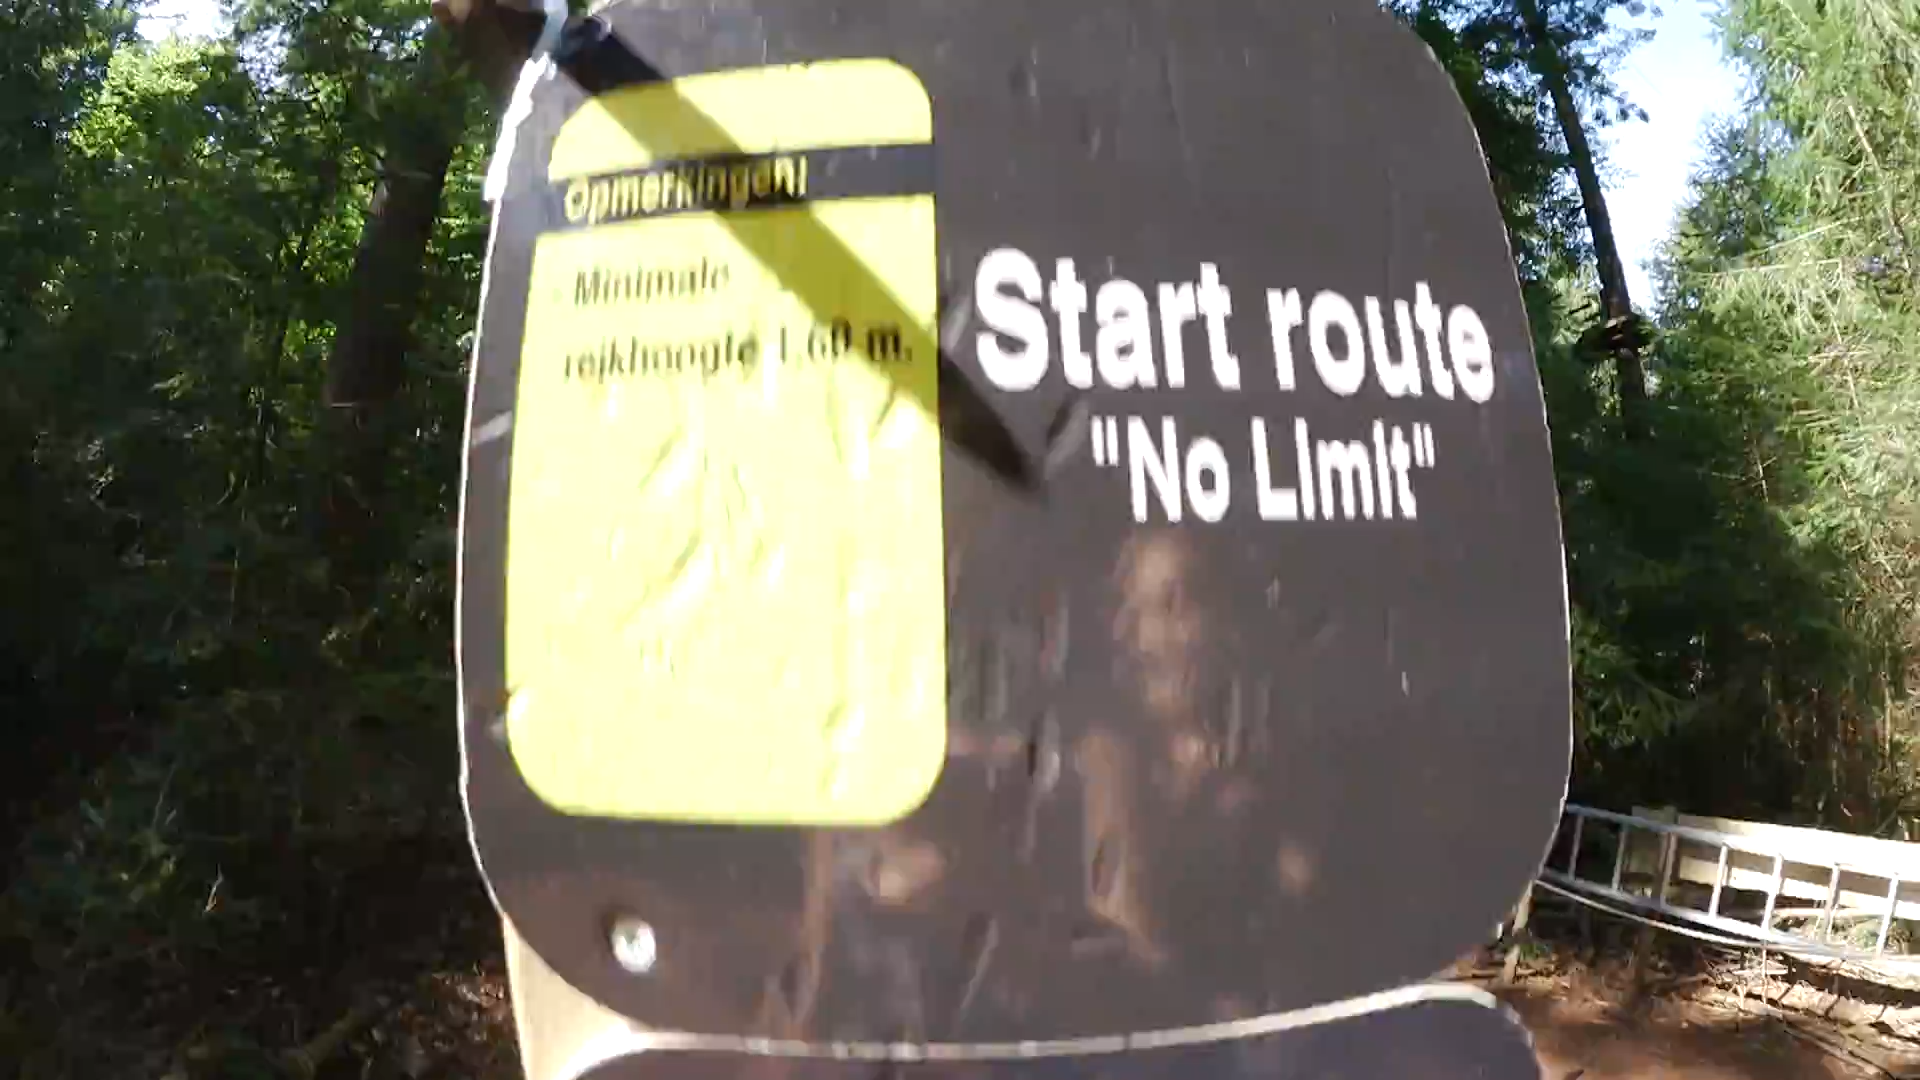 Opmerkingen!
- Minimale
reikhoogte 1.60 m.
Start route
"No Limit"